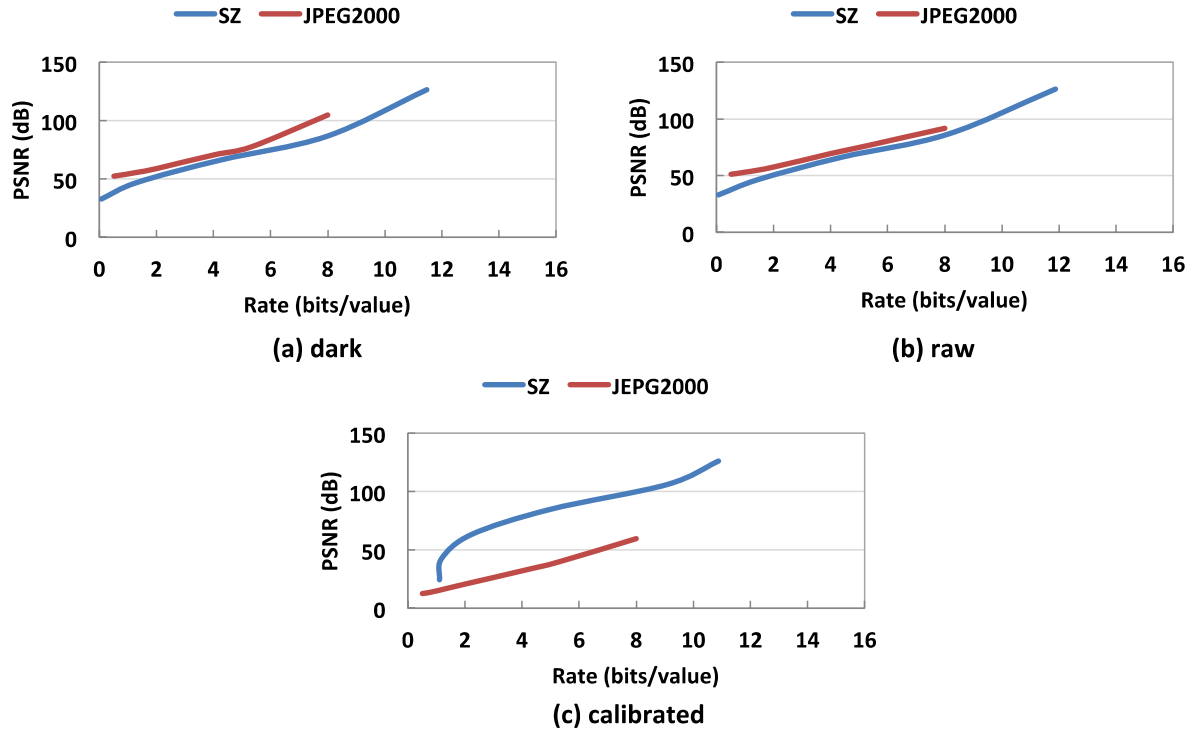 SZ JPEG2000
150
100
50
0
PSNR (dB)
0 2 4 6 8 10 12 14 16
Rate (bits/value)
(a) dark
SZ JPEG2000
150
100
50
0
PSNR (dB)
0 2 4 6 8 10 12 14 16
Rate (bits/value)
(b) raw
SZ JEPG2000
150
100
50
0
PSNR (dB)
0 2 4 6 8 10 12 14 16
Rate (bits/value)
(c) calibrated